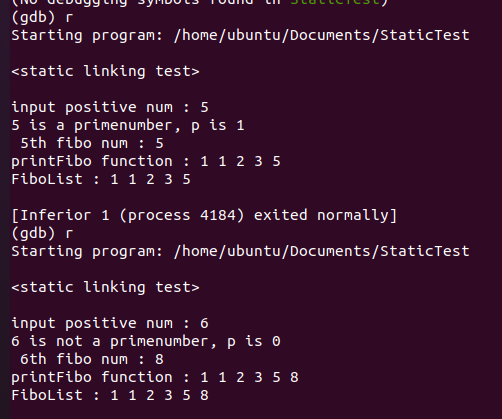 (No debugging symbols found in StaticTest)
(gdb) r
Starting program: /home/ubuntu/Documents/StaticTest
<static linking test>
input positive num : 5
5 is a primenumber, p is 1
 5th fibo num : 5
printFibo function : 1 1 2 3 5
FiboList : 1 1 2 3 5
[Inferior 1 (process 4184) exited normally]
(gdb) r
Starting program: /home/ubuntu/Documents/StaticTest
<static linking test>
input positive num : 6
6 is not a primenumber, p is 0
 6th fibo num : 8
printFibo function : 1 1 2 3 5 8
FiboList : 1 1 2 3 5 8